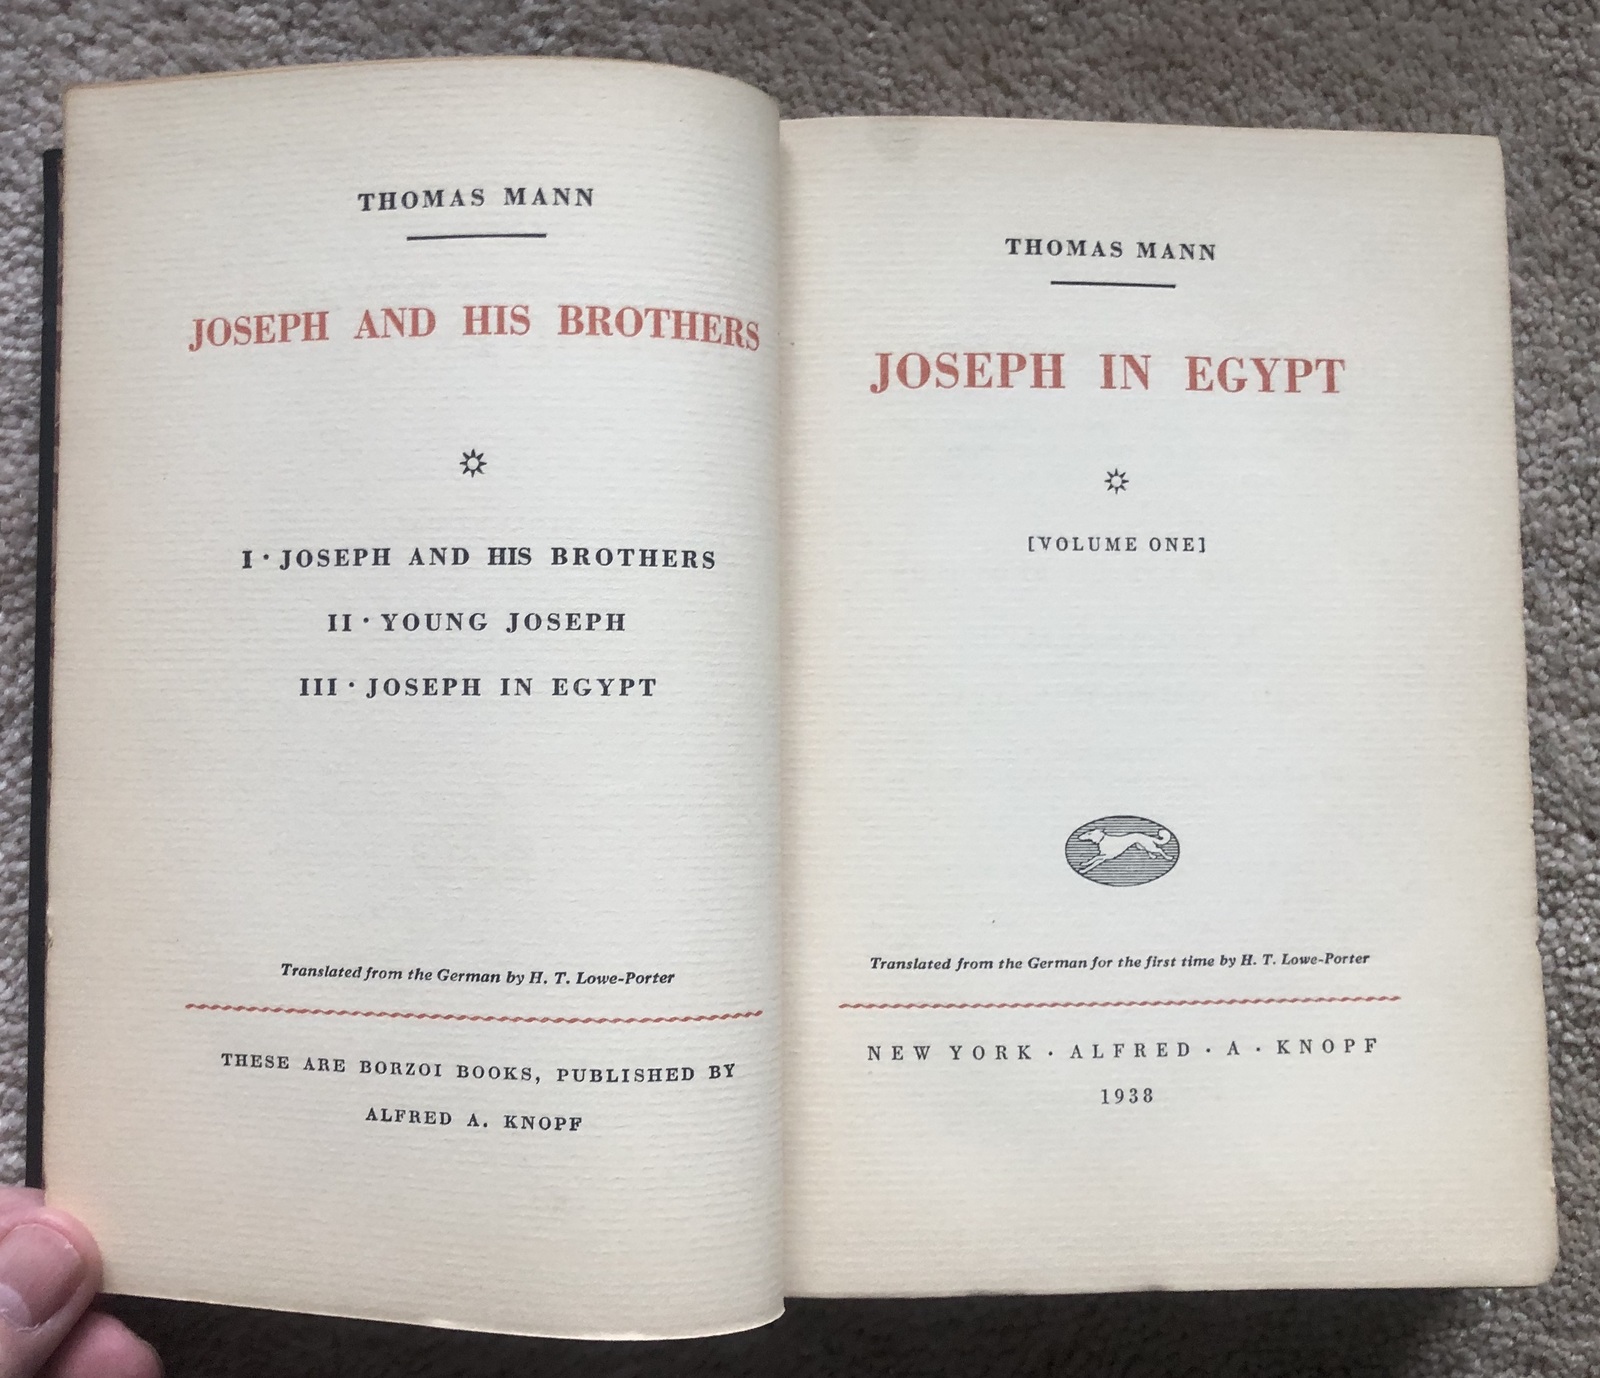 THOMAS MANN
JOSEPH AND HIS BROTHERS
I · JOSEPH AND HIS BROTHERS
II · YOUNG JOSEPH
III · JOSEPH IN EGYPT
Translated from the German by H. T. Lowe-Porter
THESE ARE BORZOI BOOKS, PUBLISHED BY
ALFRED A. KNOPF
THOMAS MANN
JOSEPH IN EGYPT
[VOLUME ONE]
Translated from the German for the first time by H. T. Lowe-Porter
NEW YORK · ALFRED · A · KNOPF
1938